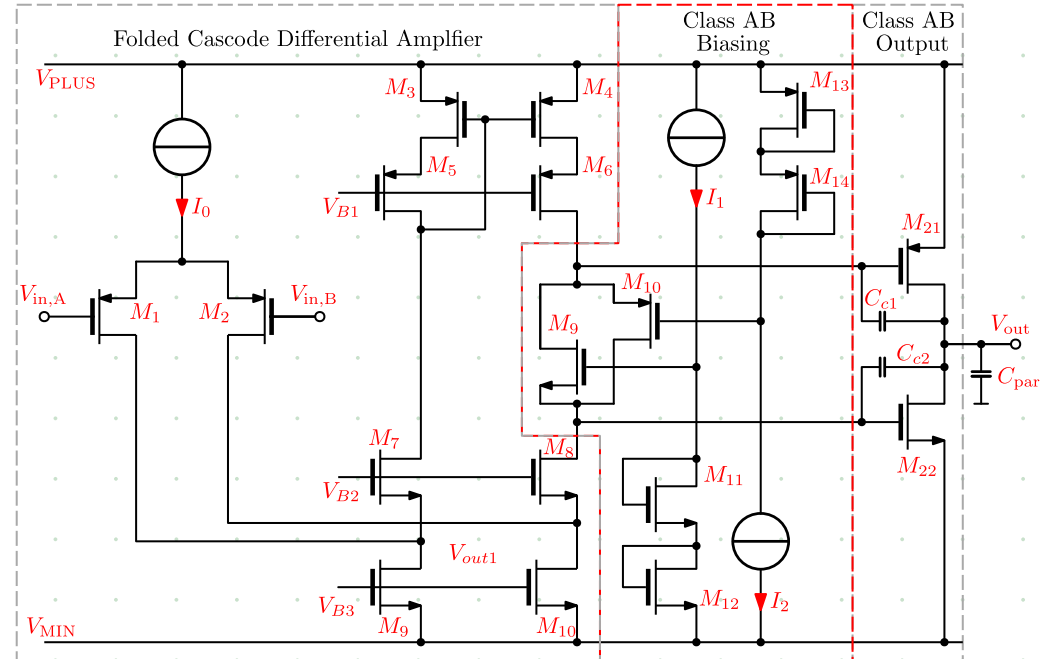 Folded Cascode Differential Amplfier
Class AB
Biasing
Class AB
Output
V_PLUS
M_3
M_4
M_13
M_5
M_6
M_14
V_B1
I_0
I_1
M_21
V_in,A
M_1
M_2
V_in,B
M_10
C_c1
M_9
V_out
C_c2
C_par
M_7
M_8
M_22
V_B2
M_11
V_out1
V_B3
M_12
I_2
V_MIN
M_9
M_10